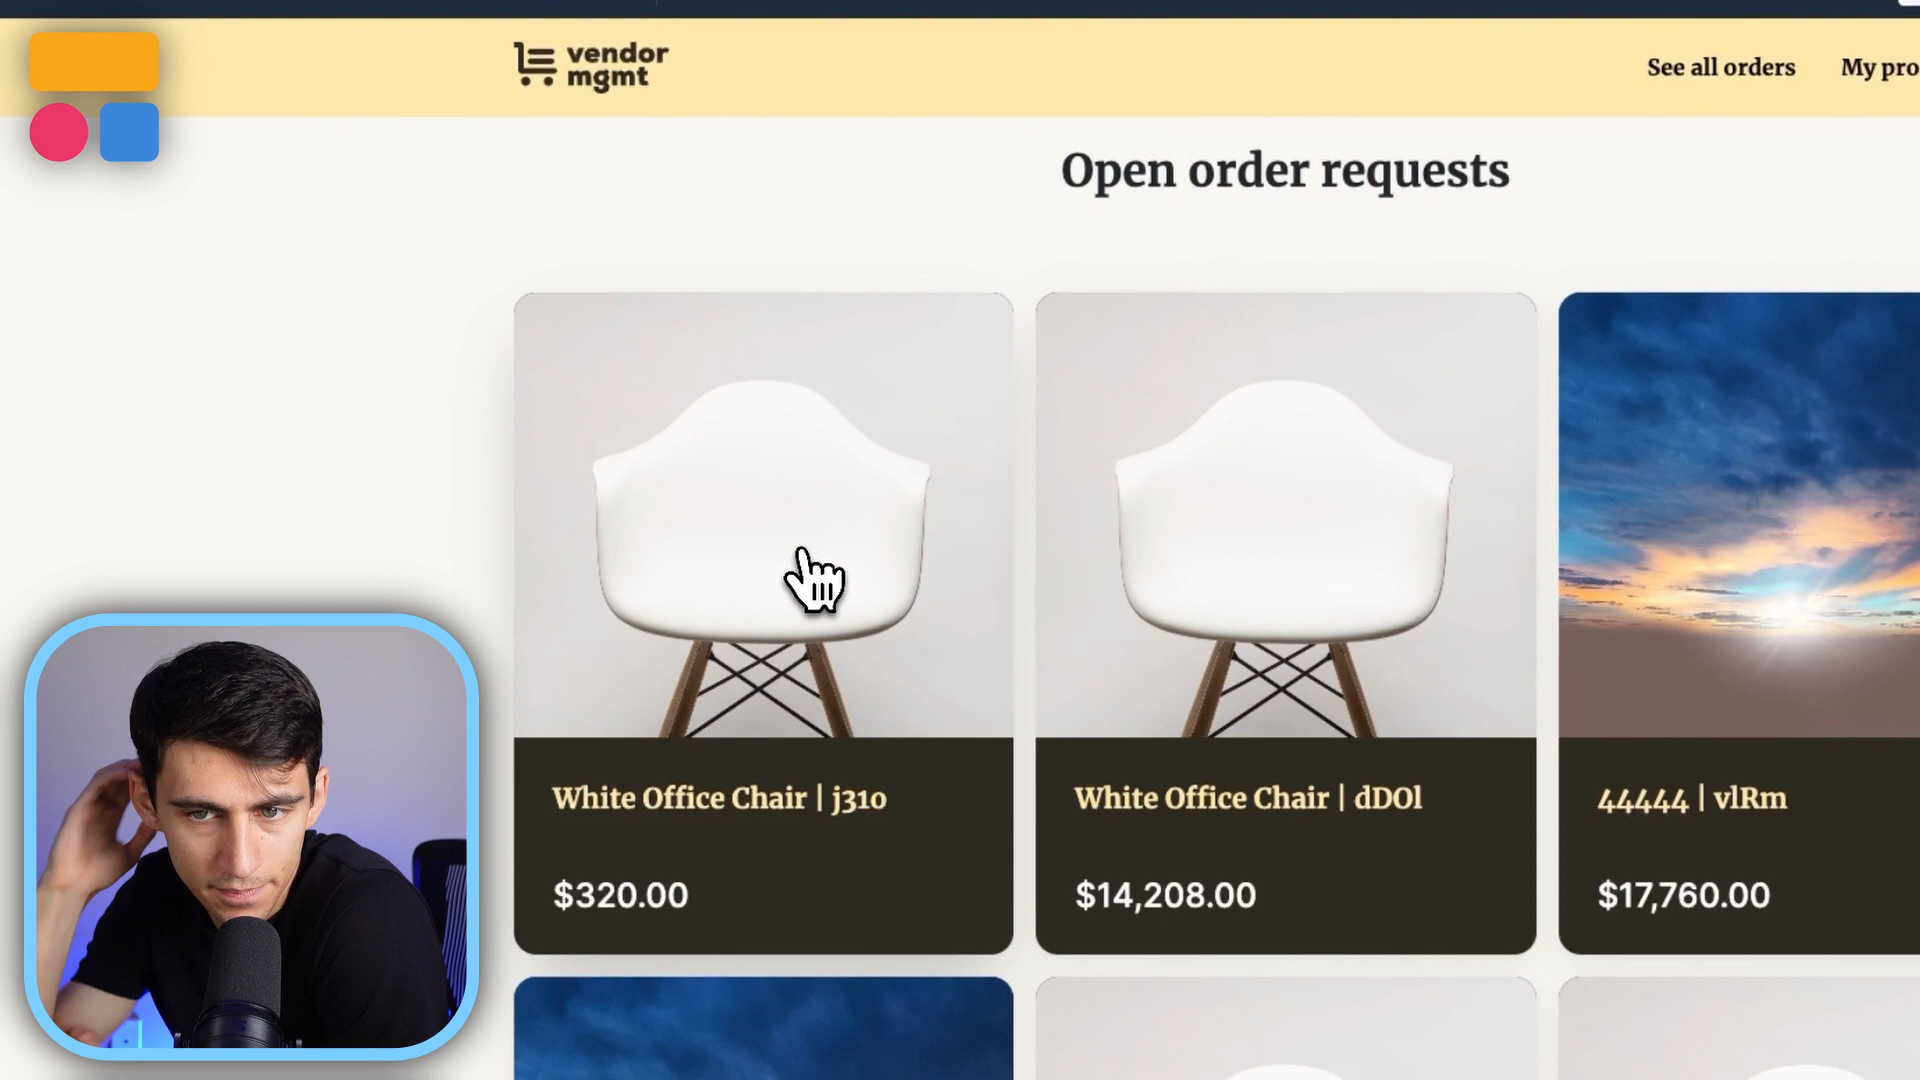 vendor
mgmt
See all orders
My pro
Open order requests
White Office Chair | j310
White Office Chair | dDOl
44444 | vlRm
$320.00
$14,208.00
$17,760.00